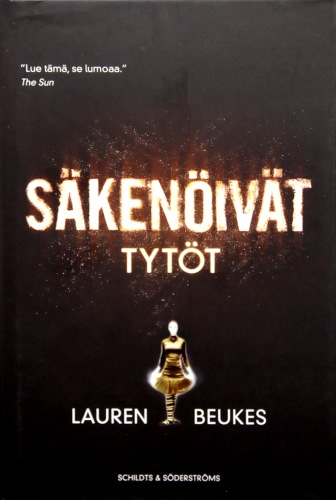 "Lue tämä, se lumoaa."
The Sun
SÄKENÖIVÄT
TYTÖT
LAUREN BEUKES
SCHILDTS & SÖDERSTRÖMS